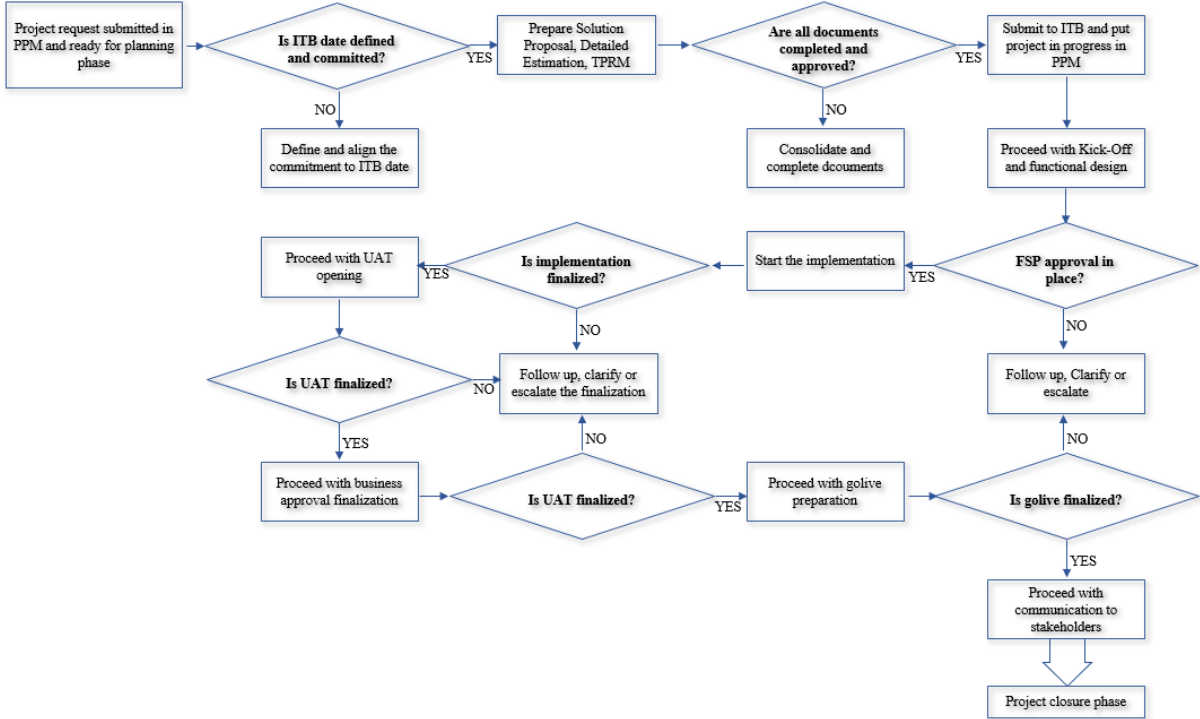 Project request submitted in
PPM and ready for planning
phase
Is ITB date defined
and committed?
YES
Prepare Solution
Proposal, Detailed
Estimation, TPRM
Are all documents
completed and
approved?
YES
Submit to ITB and put
project in progress in
PPM
NO
NO
Define and align the
commitment to ITB date
Consolidate and
complete dcouments
Proceed with Kick-Off
and functional design
Proceed with UAT
opening
YES
Is implementation
finalized?
Start the implementation
YES
FSP approval in
place?
NO
NO
Is UAT finalized?
NO
Follow up, clarify or
escalate the finalization
Follow up, Clarify or
escalate
YES
NO
NO
Proceed with business
approval finalization
Is UAT finalized?
YES
Proceed with golive
preparation
Is golive finalized?
YES
Proceed with
communication to
stakeholders
Project closure phase